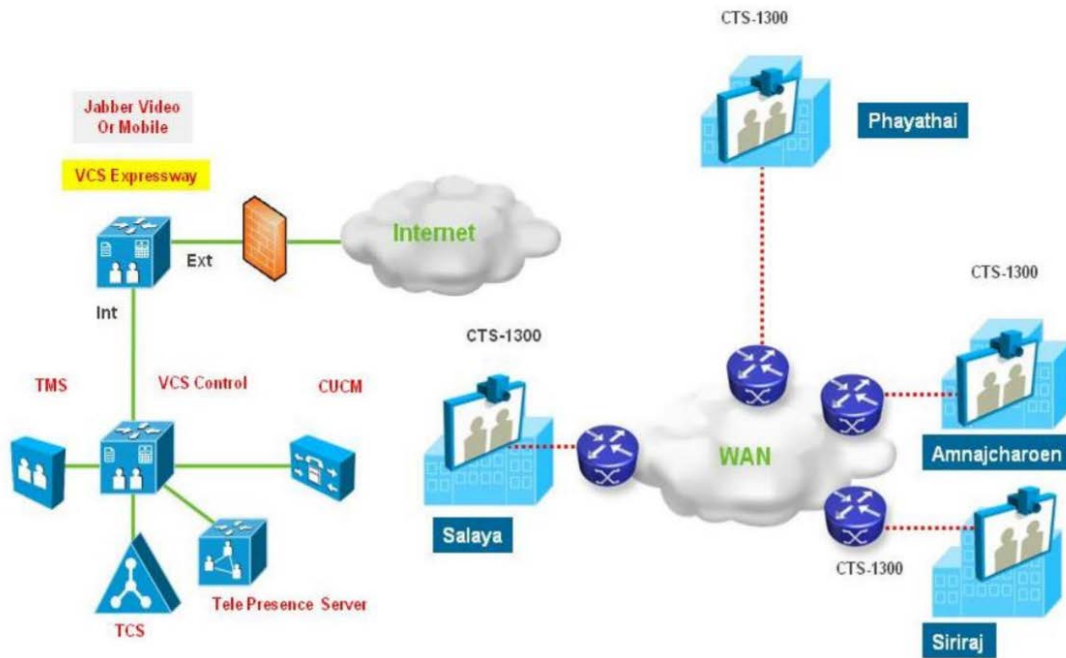 CTS-1300
Jabber Video
Or Mobile
Phayathai
VCS Expressway
Internet
Ext
CTS-1300
Int
CTS-1300
TMS
VCS Control
CUCM
WAN
Amnajcharoen
Salaya
CTS-1300
Tele Presence Server
TCS
Siriraj